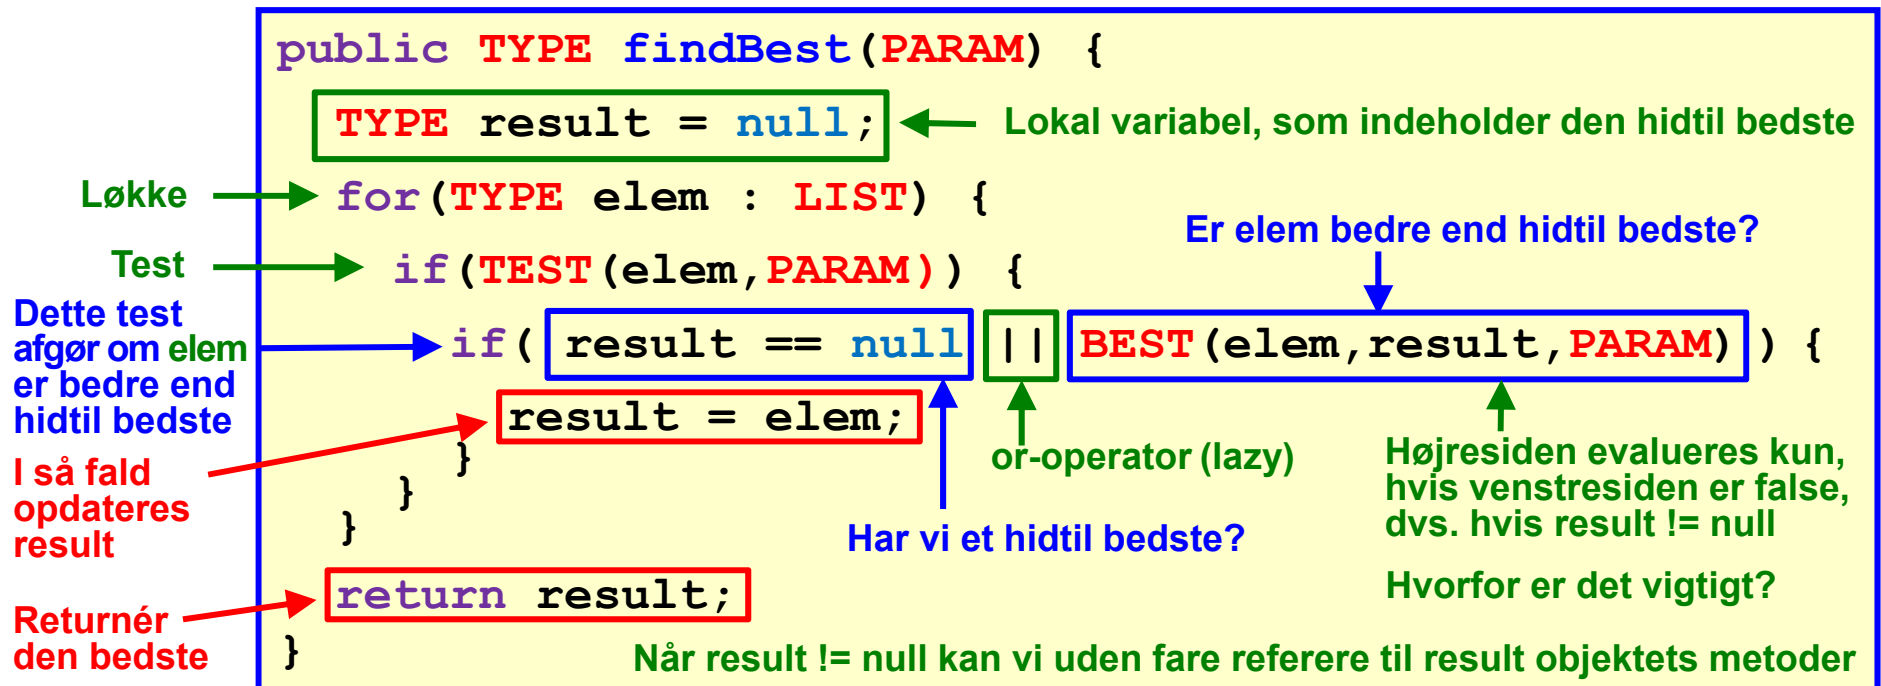 public TYPE findBest(PARAM) {
TYPE result = null;
Lokal variabel, som indeholder den hidtil bedste
Løkke
for(TYPE elem : LIST) {
Er elem bedre end hidtil bedste?
Test
if(TEST(elem,PARAM)) {
Dette test
afgør om elem
er bedre end
hidtil bedste
if( result == null || BEST(elem,result,PARAM) ) {
result = elem;
}
}
}
I så fald
opdateres
result
or-operator (lazy)
Har vi et hidtil bedste?
Højresiden evalueres kun,
hvis venstresiden er false,
dvs. hvis result != null
Hvorfor er det vigtigt?
return result;
Returnér
den bedste
}
Når result != null kan vi uden fare referere til result objektets metoder